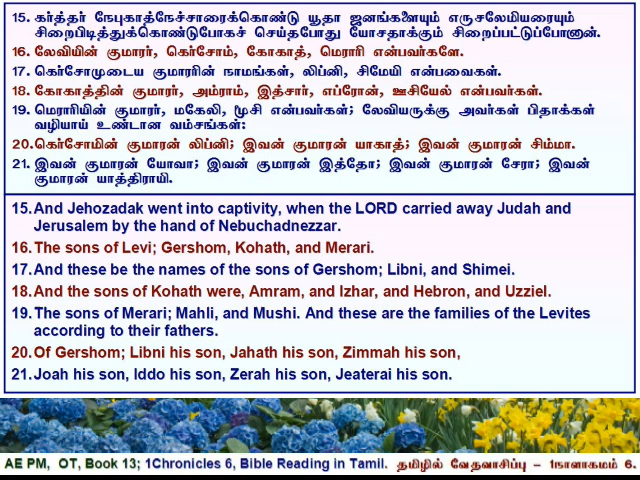 15. கர்த்தர் நேபுகாத்நேச்சாரைக்கொண்டு யூதா ஜனங்களையும் எருசலேமியரையும்
சிறைபிடித்துக்கொண்டுபோகச் செய்தபோது யோசதாக்கும் சிறைப்பட்டுப்போனான்.
16. லேவியின் குமாரர், கெர்சோம், கோகாத், மெராரி என்பவர்களே.
17. கெர்சோமுடைய குமாரரின் நாமங்கள், லிப்னி, சிமேயி என்பவைகள்.
18. கோகாத்தின் குமாரர், அம்ராம், இத்சார், எப்ரோன், ஊசியேல் என்பவர்கள்.
19. மெராரியின் குமாரர், மகேலி, மூசி என்பவர்கள்; லேவியருக்கு அவர்கள் பிதாக்கள்
வழியாய் உண்டான வம்சங்கள்:
20.கெர்சோமின் குமாரன் லிப்னி; இவன் குமாரன் யாகாத்; இவன் குமாரன் சிம்மா.
21. இவன் குமாரன் யோவா; இவன் குமாரன் இத்தோ; இவன் குமாரன் சேரா; இவன்
குமாரன் யாத்திராயி.
15. And Jehozadak went into captivity, when the LORD carried away Judah and
Jerusalem by the hand of Nebuchadnezzar.
16. The sons of Levi; Gershom, Kohath, and Merari.
17. And these be the names of the sons of Gershom; Libni, and Shimei.
18. And the sons of Kohath were, Amram, and Izhar, and Hebron, and Uzziel.
19. The sons of Merari; Mahli, and Mushi. And these are the families of the Levites
according to their fathers.
20. Of Gershom; Libni his son, Jahath his son, Zimmah his son,
21. Joah his son, Iddo his son, Zerah his son, Jeaterai his son.
AE PM, OT, Book 13; 1Chronicles 6, Bible Reading in Tamil. தமிழில் வேதவாசிப்பு – 1நாளாகமம் 6.